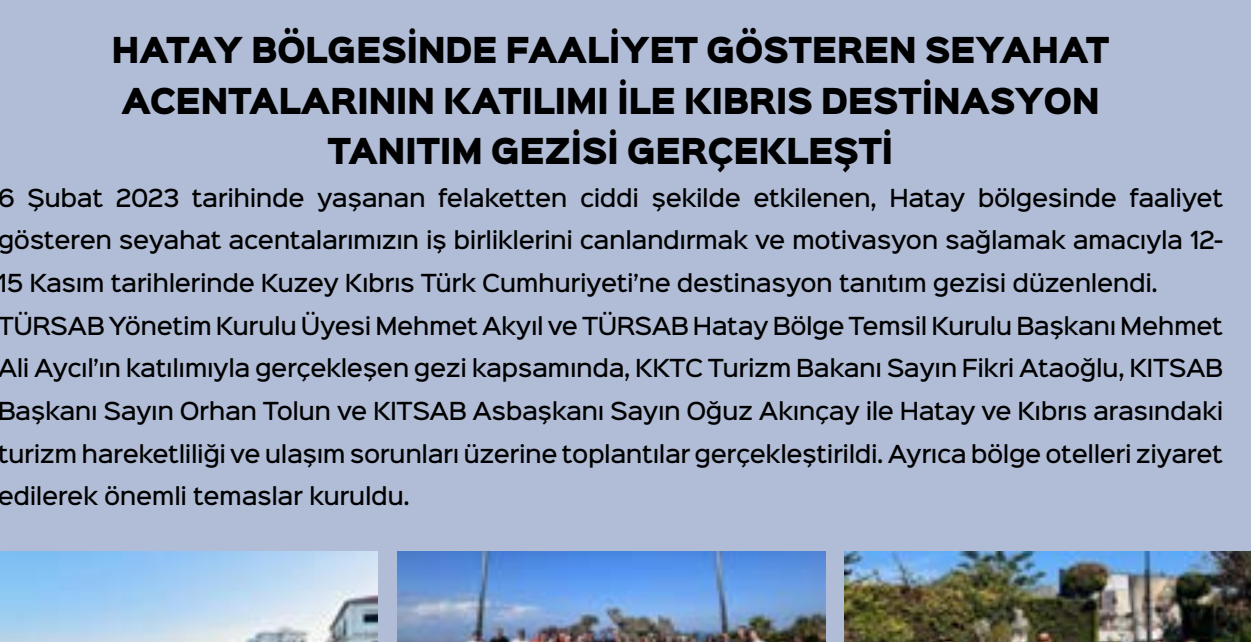 HATAY BÖLGESİNDE FAALİYET GÖSTEREN SEYAHAT
ACENTALARININ KATILIMI İLE KIBRIS DESTİNASYON
TANITIM GEZİSİ GERÇEKLEŞTİ
6 Şubat 2023 tarihinde yaşanan felaketten ciddi şekilde etkilenen, Hatay bölgesinde faaliyet
gösteren seyahat acentalarımızın iş birliklerini canlandırmak ve motivasyon sağlamak amacıyla 12-
15 Kasım tarihlerinde Kuzey Kıbrıs Türk Cumhuriyeti’ne destinasyon tanıtım gezisi düzenlendi.
TÜRSAB Yönetim Kurulu Üyesi Mehmet Akyıl ve TÜRSAB Hatay Bölge Temsil Kurulu Başkanı Mehmet
Ali Aycıl’ın katılımıyla gerçekleşen gezi kapsamında, KKTC Turizm Bakanı Sayın Fikri Ataoğlu, KITSAB
Başkanı Sayın Orhan Tolun ve KITSAB Asbaşkanı Sayın Oğuz Akınçay ile Hatay ve Kıbrıs arasındaki
turizm hareketliliği ve ulaşım sorunları üzerine toplantılar gerçekleştirildi. Ayrıca bölge otelleri ziyaret
edilerek önemli temaslar kuruldu.